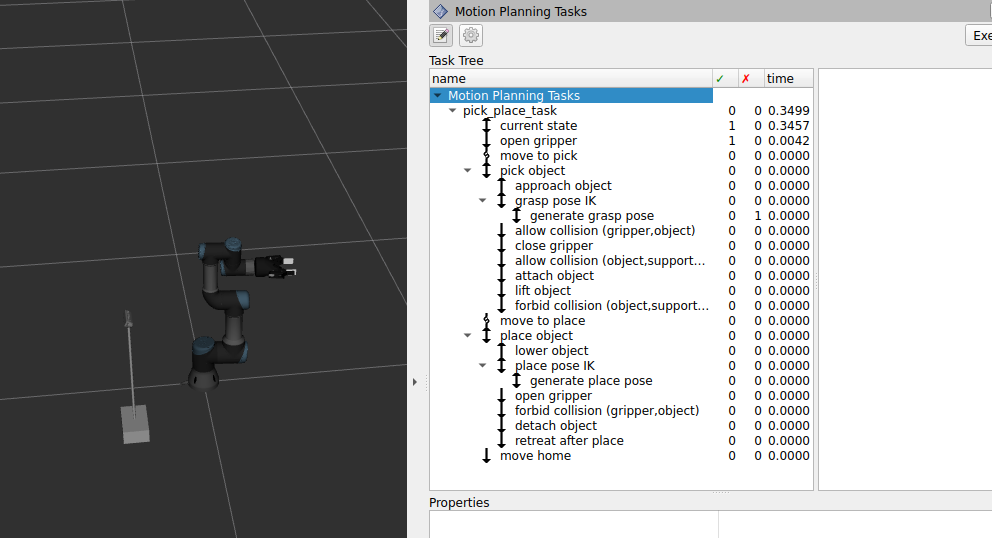 Motion Planning Tasks
Exe
Task Tree
name ✓ ✗ time
Motion Planning Tasks
pick_place_task 0 0 0.3499
current state 1 0 0.3457
open gripper 1 0 0.0042
move to pick 0 0 0.0000
pick object 0 0 0.0000
approach object 0 0 0.0000
grasp pose IK 0 0 0.0000
generate grasp pose 0 1 0.0000
allow collision (gripper,object) 0 0 0.0000
close gripper 0 0 0.0000
allow collision (object,support... 0 0 0.0000
attach object 0 0 0.0000
lift object 0 0 0.0000
forbid collision (object,support... 0 0 0.0000
move to place 0 0 0.0000
place object 0 0 0.0000
lower object 0 0 0.0000
place pose IK 0 0 0.0000
generate place pose 0 0 0.0000
open gripper 0 0 0.0000
forbid collision (gripper,object) 0 0 0.0000
detach object 0 0 0.0000
retreat after place 0 0 0.0000
move home 0 0 0.0000
Properties